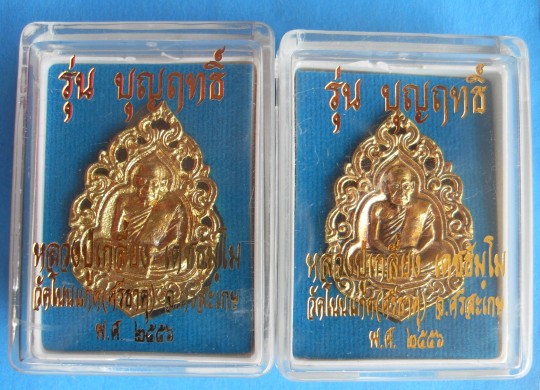 รุ่น บุญฤทธิ์
หลวงปู่เกลี้ยง เตชธมฺโม
วัดโนนแกด(ศรีธาตุ) จ.ศรีสะเกษ
พ.ศ. ๒๕๕๖
รุ่น บุญฤทธิ์
หลวงปู่เกลี้ยง เตชธมฺโม
วัดโนนแกด(ศรีธาตุ) จ.ศรีสะเกษ
พ.ศ. ๒๕๕๖